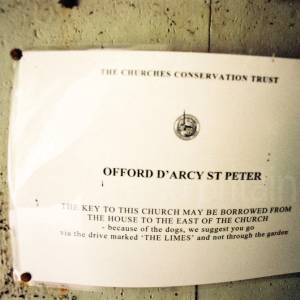 THE CHURCHES CONSERVATION TRUST
OFFORD D'ARCY ST PETER
THE KEY TO THIS CHURCH MAY BE BORROWED FROM
THE HOUSE TO THE EAST OF THE CHURCH
- because of the dogs, we suggest you go
via the drive marked 'THE LIMES' and not through the garden